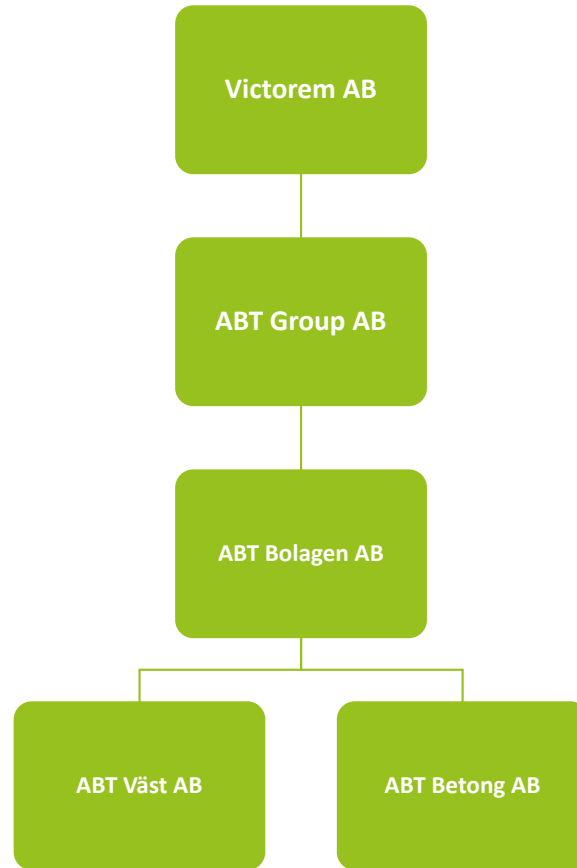 Victorem AB
ABT Group AB
ABT Bolagen AB
ABT Väst AB
ABT Betong AB